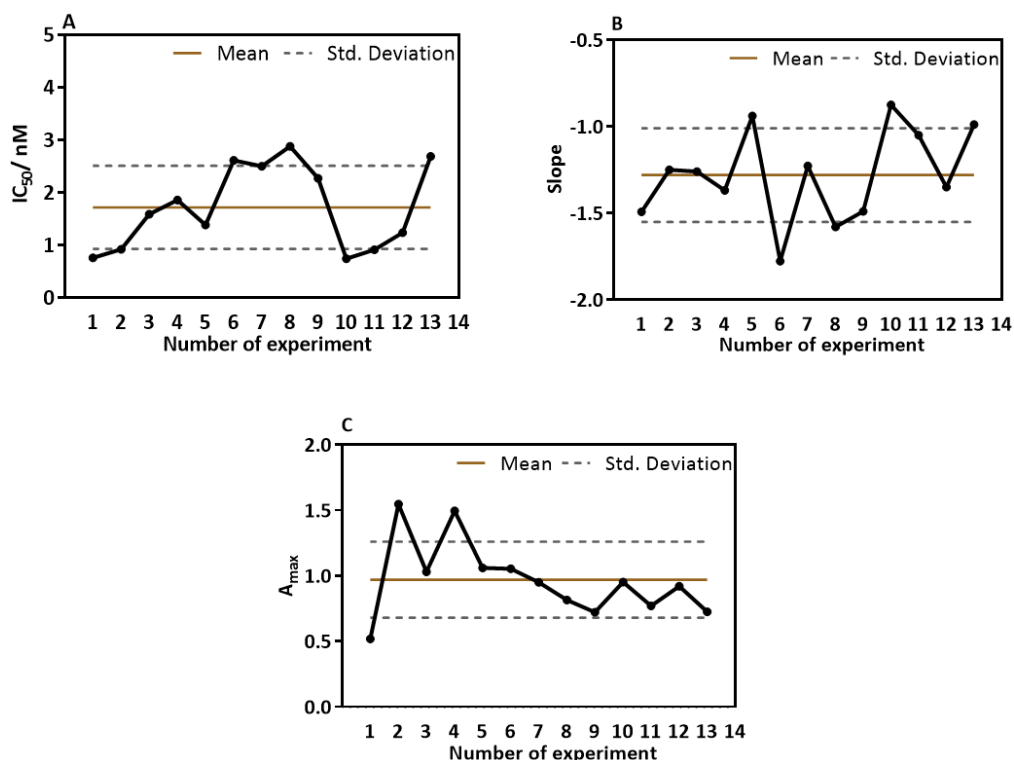 A
5
Mean
Std. Deviation
4
3
2
1
0
IC50/ nM
1 2 3 4 5 6 7 8 9 10 11 12 13 14
Number of experiment
B
-0.5
Mean
Std. Deviation
-1.0
-1.5
-2.0
Slope
1 2 3 4 5 6 7 8 9 10 11 12 13 14
Number of experiment
C
2.0
Mean
Std. Deviation
1.5
1.0
0.5
0.0
Amax
1 2 3 4 5 6 7 8 9 10 11 12 13 14
Number of experiment